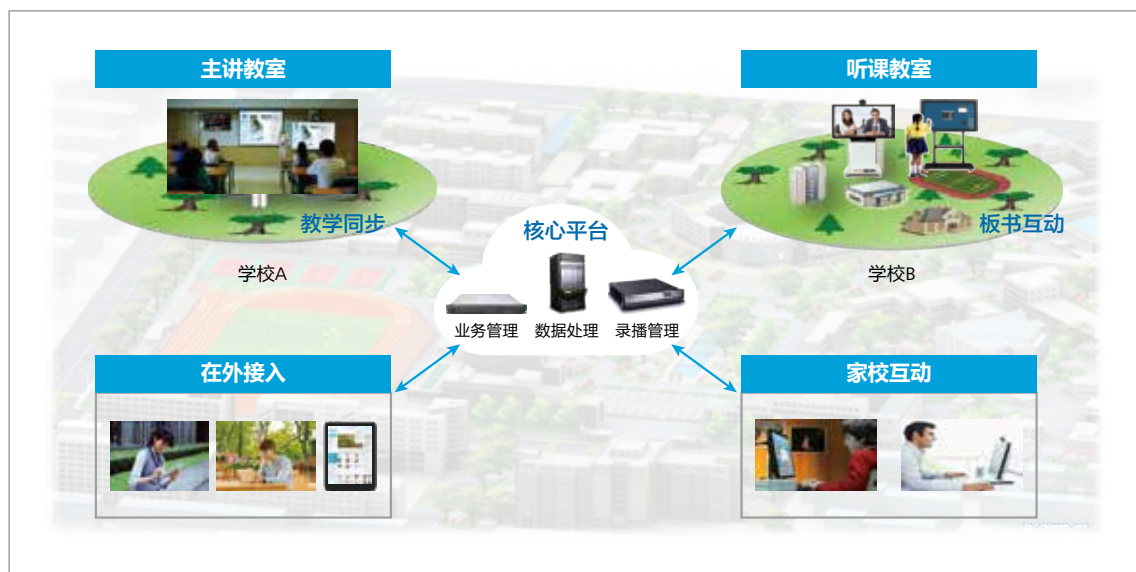 主讲教室
听课教室
教学同步
核心平台
板书互动
学校A
学校B
业务管理
数据处理
录播管理
在外接入
家校互动